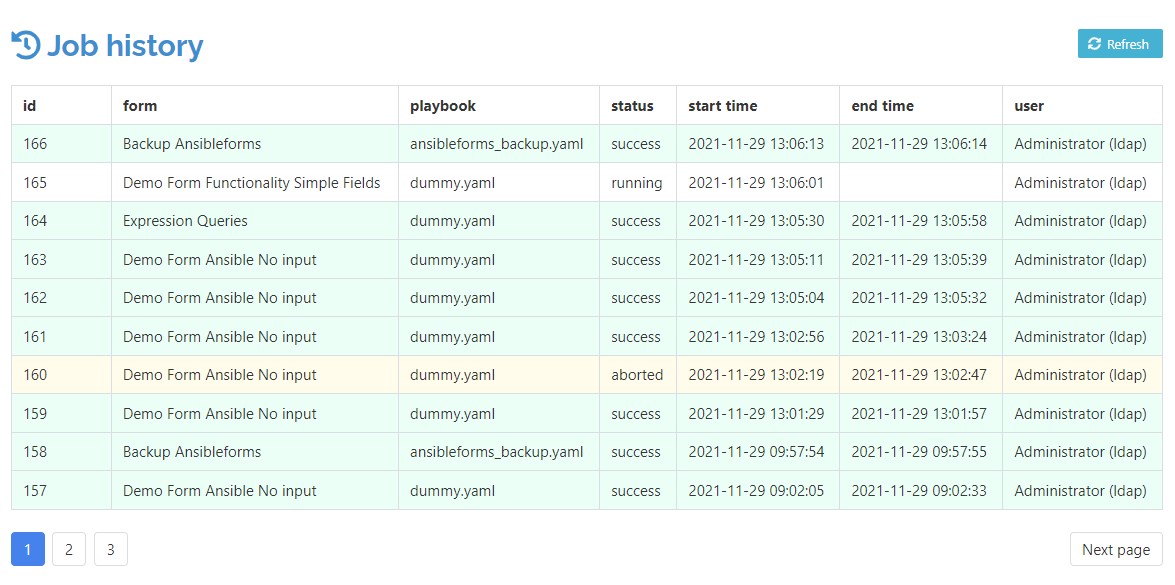 Job history
Refresh
id form playbook status start time end time user
166 Backup Ansibleforms ansibleforms_backup.yaml success 2021-11-29 13:06:13 2021-11-29 13:06:14 Administrator (ldap)
165 Demo Form Functionality Simple Fields dummy.yaml running 2021-11-29 13:06:01 Administrator (ldap)
164 Expression Queries dummy.yaml success 2021-11-29 13:05:30 2021-11-29 13:05:58 Administrator (ldap)
163 Demo Form Ansible No input dummy.yaml success 2021-11-29 13:05:11 2021-11-29 13:05:39 Administrator (ldap)
162 Demo Form Ansible No input dummy.yaml success 2021-11-29 13:05:04 2021-11-29 13:05:32 Administrator (ldap)
161 Demo Form Ansible No input dummy.yaml success 2021-11-29 13:02:56 2021-11-29 13:03:24 Administrator (ldap)
160 Demo Form Ansible No input dummy.yaml aborted 2021-11-29 13:02:19 2021-11-29 13:02:47 Administrator (ldap)
159 Demo Form Ansible No input dummy.yaml success 2021-11-29 13:01:29 2021-11-29 13:01:57 Administrator (ldap)
158 Backup Ansibleforms ansibleforms_backup.yaml success 2021-11-29 09:57:54 2021-11-29 09:57:55 Administrator (ldap)
157 Demo Form Ansible No input dummy.yaml success 2021-11-29 09:02:05 2021-11-29 09:02:33 Administrator (ldap)
1 2 3 Next page